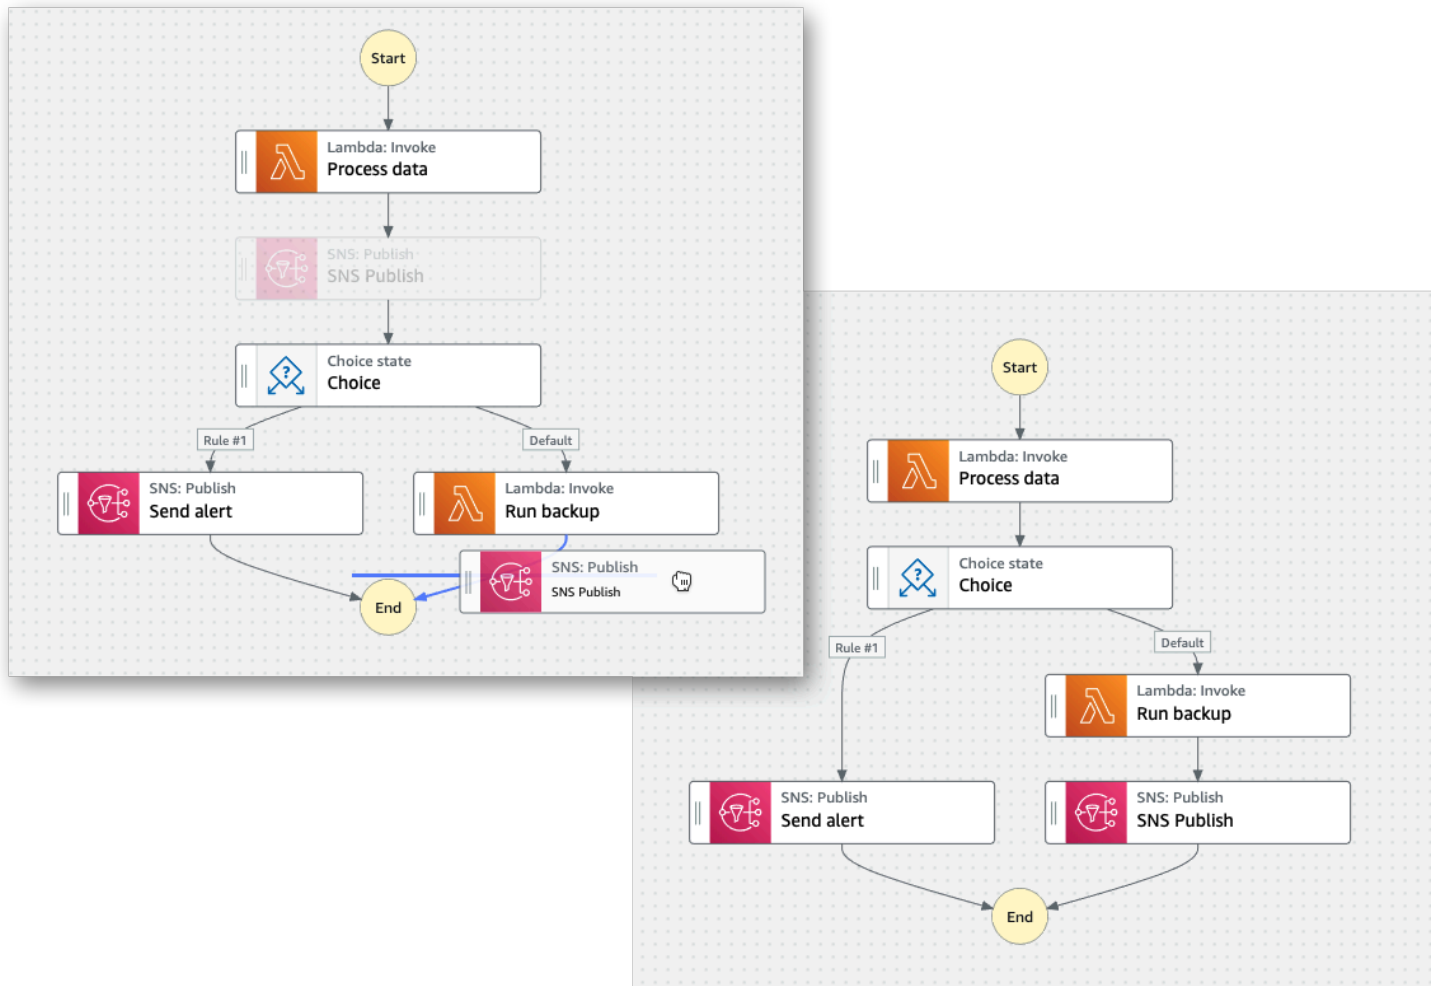 Start
Lambda: Invoke
Process data
SNS: Publish
SNS Publish
Choice state
Choice
Rule #1
Default
SNS: Publish
Send alert
Lambda: Invoke
Run backup
SNS: Publish
SNS Publish
End
Start
Lambda: Invoke
Process data
Choice state
Choice
Rule #1
Default
Lambda: Invoke
Run backup
SNS: Publish
Send alert
SNS: Publish
SNS Publish
End